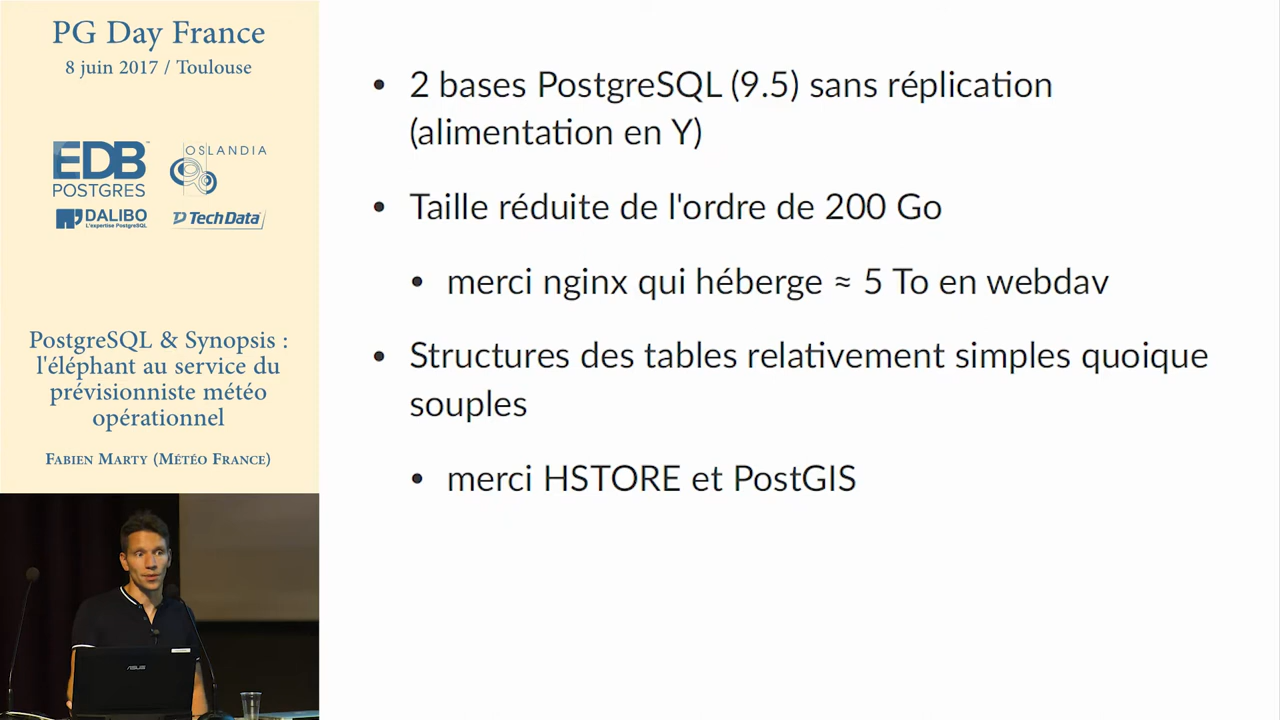 PG Day France
8 juin 2017 / Toulouse
EDB
POSTGRES
OSLANDIA
DALIBO
L'expertise PostgreSQL
TechData
PostgreSQL & Synopsis :
l'éléphant au service du
prévisionniste météo
opérationnel
Fabien Marty (Météo France)
• 2 bases PostgreSQL (9.5) sans réplication
(alimentation en Y)
• Taille réduite de l'ordre de 200 Go
• merci nginx qui héberge ≈ 5 To en webdav
• Structures des tables relativement simples quoique
souples
• merci HSTORE et PostGIS
ASUS